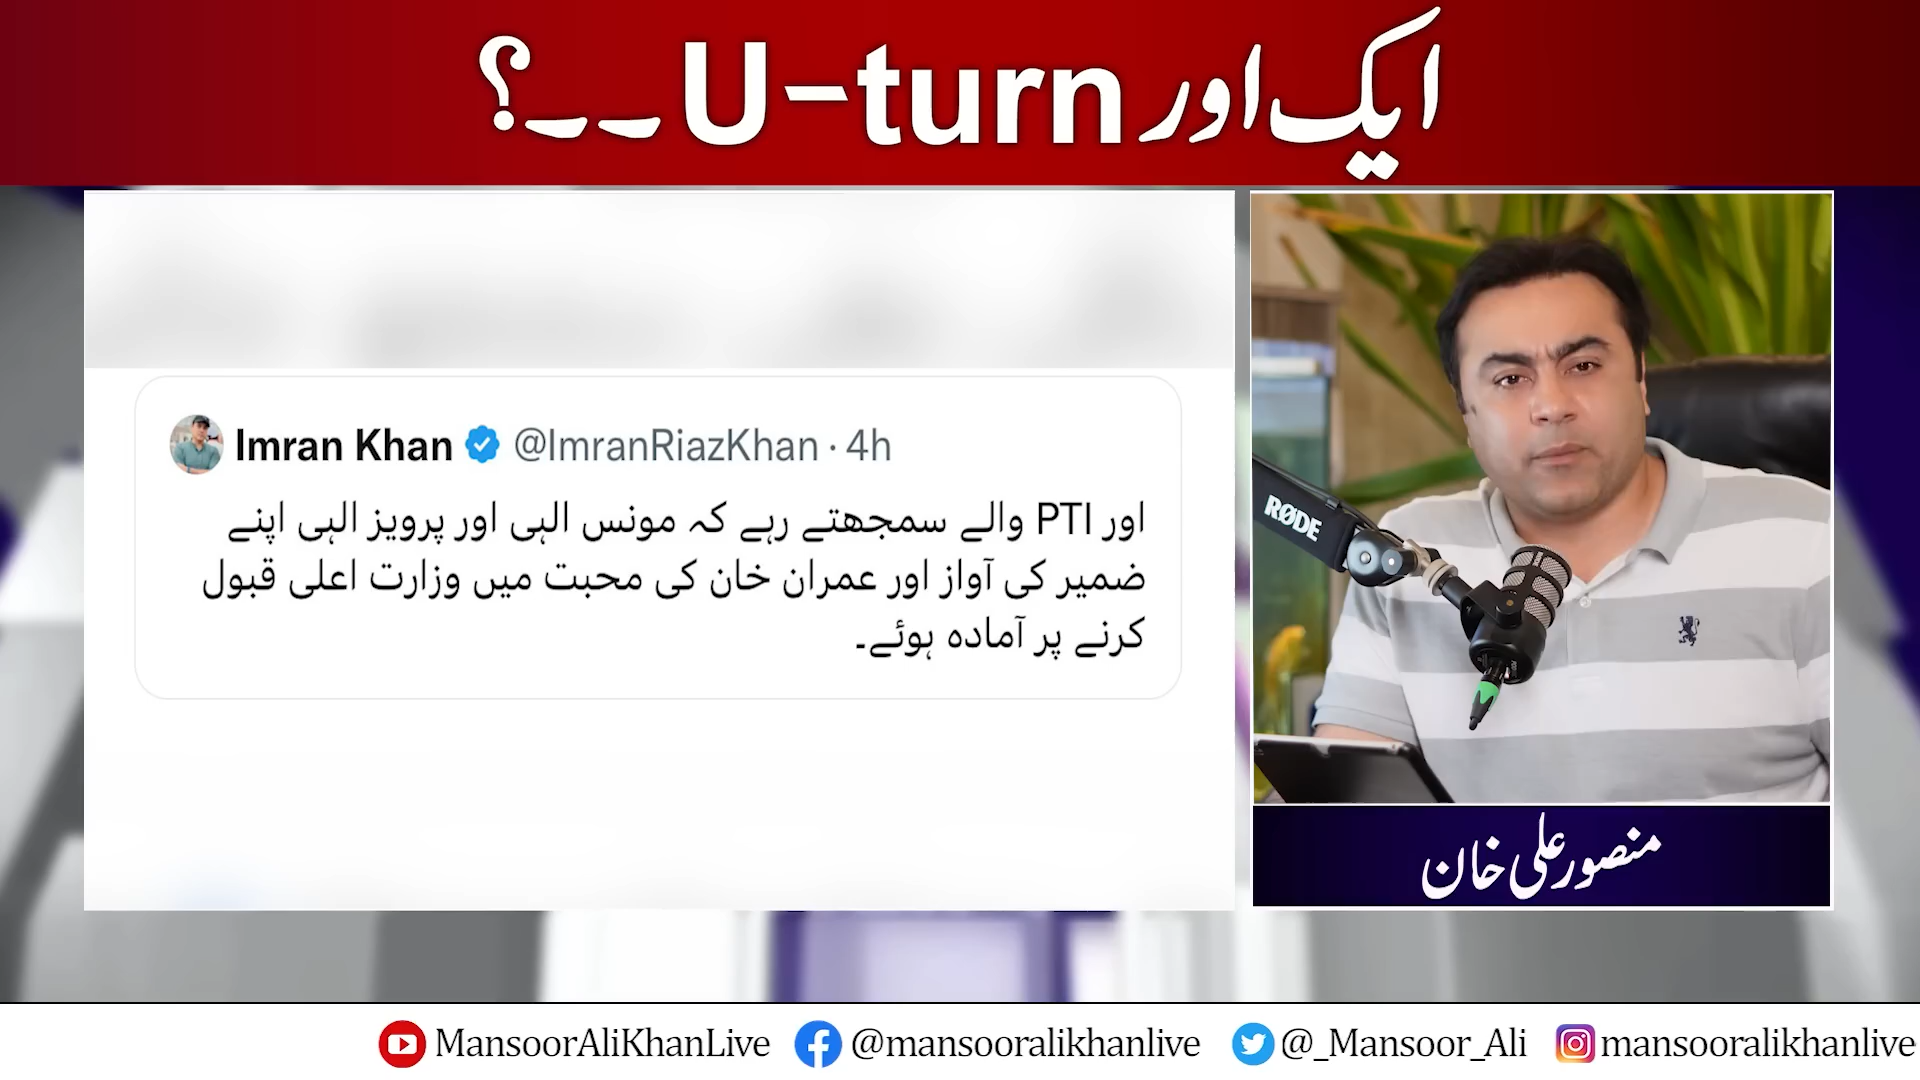 ایک اور U-turn ۔۔؟
Imran Khan @ImranRiazKhan · 4h
اور PTI والے سمجھتے رہے کہ مونس الہی اور پرویز الہی اپنے
ضمیر کی آواز اور عمران خان کی محبت میں وزارت اعلی قبول
کرنے پر آمادہ ہوئے۔
RØDE
منصور علی خان
MansoorAliKhanLive @mansooralikhanlive @_Mansoor_Ali mansooralikhanlive